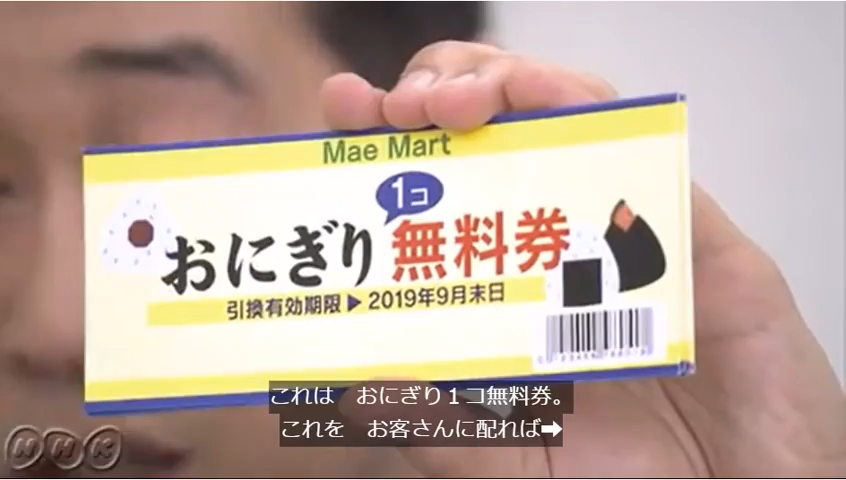 Mae Mart
1コ
おにぎり 無料券
引換有効期限▶2019年9月末日
これは おにぎり1コ無料券。
これを お客さんに配れば➡
NHK